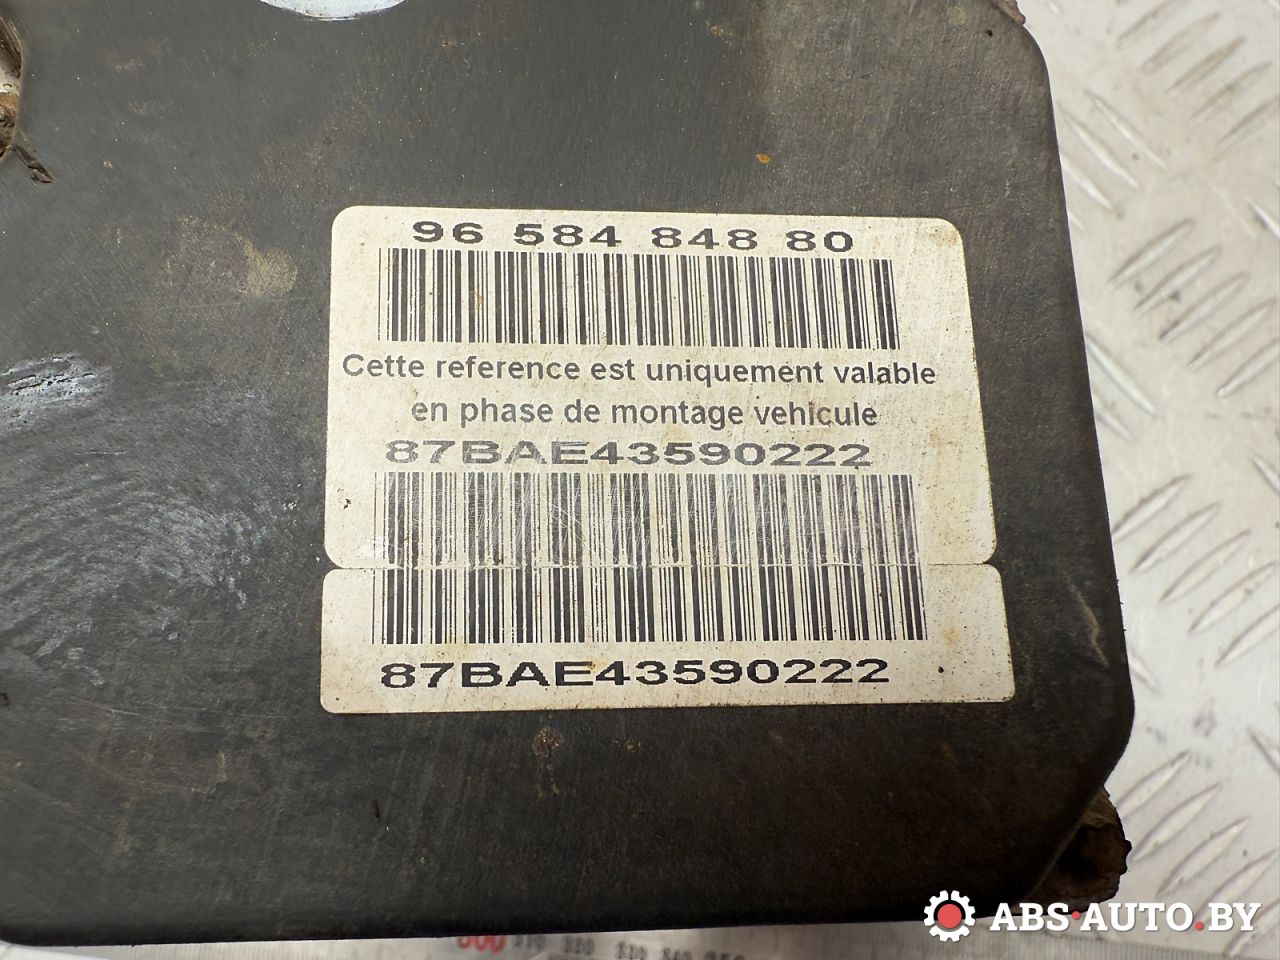 96 584 848 80
Cette reference est uniquement valable
en phase de montage vehicule
87BAE43590222
87BAE43590222
ABS-AUTO.BY